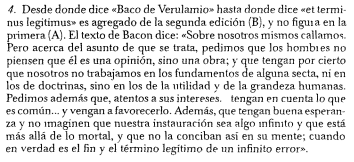 4. Desde donde dice «Baco de Verulamio» hasta donde dice «et termi-
nus legitimus» es agregado de la segunda edición (B), y no figura en la
primera (A). El texto de Bacon dice: «Sobre nosotros mismos callamos.
Pero acerca del asunto de que se trata, pedimos que los hombres no
piensen que él es una opinión, sino una obra; y que tengan por cierto
que nosotros no trabajamos en los fundamentos de alguna secta, ni en
los de doctrinas, sino en los de la utilidad y de la grandeza humanas.
Pedimos además que, atentos a sus intereses. tengan en cuenta lo que
es común... y vengan a favorecerlo. Además, que tengan buena esperan-
za y no imaginen que nuestra instauración sea algo infinito y que está
más allá de lo mortal, y que no la conciban así en su mente; cuando
en verdad es el fin y el término legítimo de un infinito error».